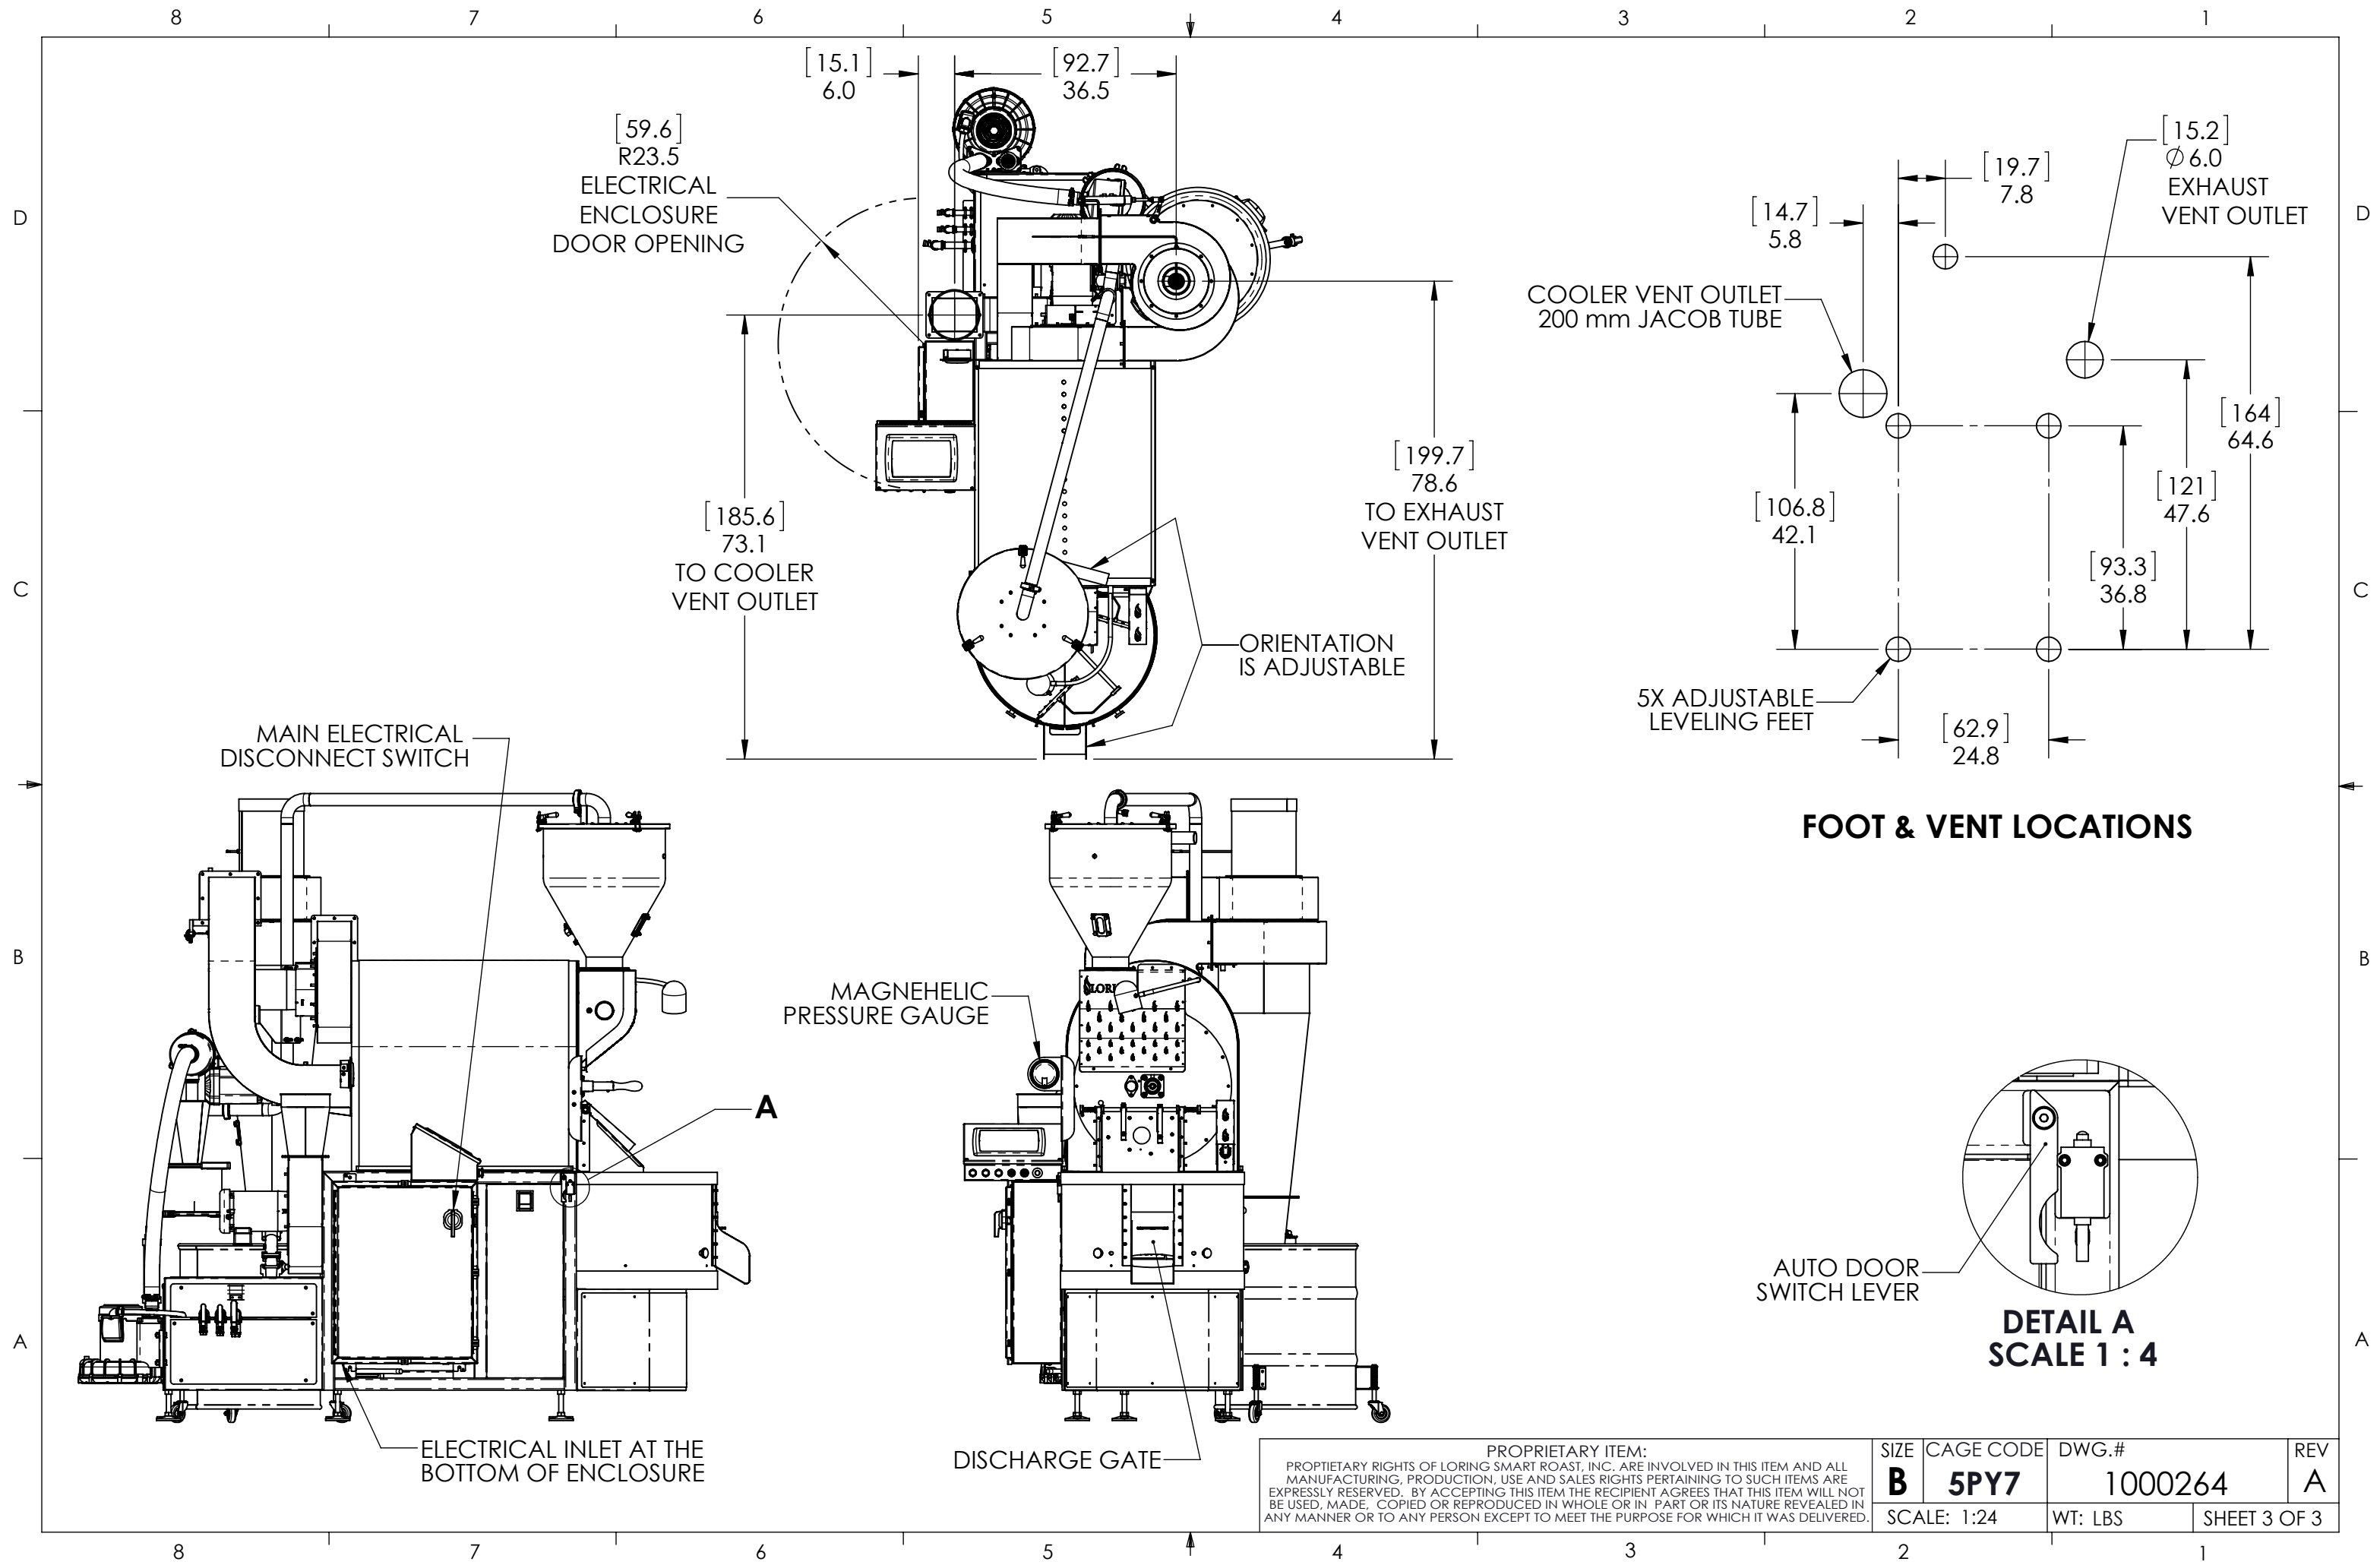 8 7 6 5 4 3 2 1
[15.1]
6.0
[92.7]
36.5
[59.6]
R23.5
ELECTRICAL
ENCLOSURE
DOOR OPENING
[185.6]
73.1
TO COOLER
VENT OUTLET
[199.7]
78.6
TO EXHAUST
VENT OUTLET
ORIENTATION
IS ADJUSTABLE
[15.2]
∅6.0
EXHAUST
VENT OUTLET
[19.7]
7.8
[14.7]
5.8
COOLER VENT OUTLET
200 mm JACOB TUBE
[164]
64.6
[121]
47.6
[106.8]
42.1
[93.3]
36.8
5X ADJUSTABLE
LEVELING FEET
[62.9]
24.8
FOOT & VENT LOCATIONS
D
D
C
C
B
B
A
A
MAIN ELECTRICAL
DISCONNECT SWITCH
A
ELECTRICAL INLET AT THE
BOTTOM OF ENCLOSURE
MAGNEHELIC
PRESSURE GAUGE
LORI
DISCHARGE GATE
AUTO DOOR
SWITCH LEVER
DETAIL A
SCALE 1 : 4
PROPRIETARY ITEM:
PROPTIETARY RIGHTS OF LORING SMART ROAST, INC. ARE INVOLVED IN THIS ITEM AND ALL
MANUFACTURING, PRODUCTION, USE AND SALES RIGHTS PERTAINING TO SUCH ITEMS ARE
EXPRESSLY RESERVED. BY ACCEPTING THIS ITEM THE RECIPIENT AGREES THAT THIS ITEM WILL NOT
BE USED, MADE, COPIED OR REPRODUCED IN WHOLE OR IN PART OR ITS NATURE REVEALED IN
ANY MANNER OR TO ANY PERSON EXCEPT TO MEET THE PURPOSE FOR WHICH IT WAS DELIVERED.
SIZE CAGE CODE DWG.# REV
B 5PY7 1000264 A
SCALE: 1:24 WT: LBS SHEET 3 OF 3
8 7 6 5 4 3 2 1